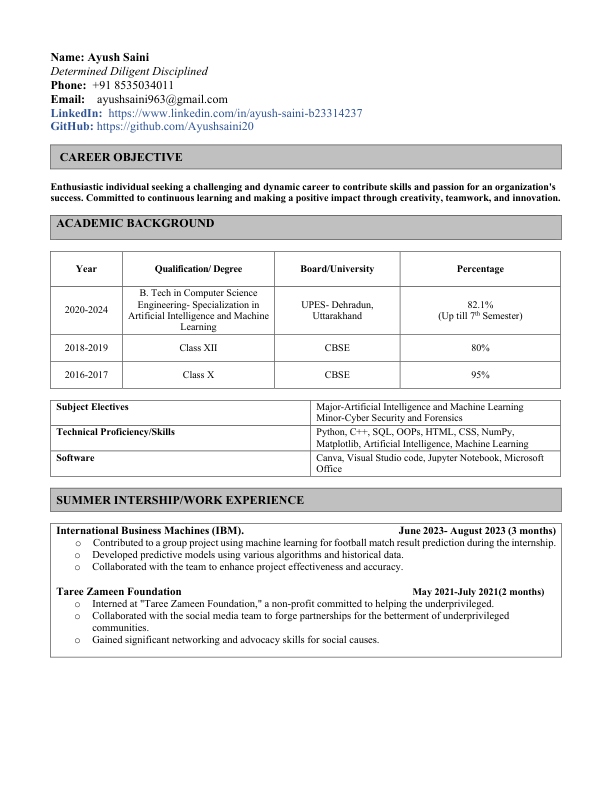 Name: Ayush Saini
Determined Diligent Disciplined
Phone: +91 8535034011
Email: ayushsaini963@gmail.com
LinkedIn: https://www.linkedin.com/in/ayush-saini-b23314237
GitHub: https://github.com/Ayushsaini20
CAREER OBJECTIVE
Enthusiastic individual seeking a challenging and dynamic career to contribute skills and passion for an organization's
success. Committed to continuous learning and making a positive impact through creativity, teamwork, and innovation.
ACADEMIC BACKGROUND
Year Qualification/ Degree Board/University Percentage
2020-2024
B. Tech in Computer Science
Engineering- Specialization in
Artificial Intelligence and Machine
Learning
UPES- Dehradun,
Uttarakhand
82.1%
(Up till 7th Semester)
2018-2019 Class XII CBSE 80%
2016-2017 Class X CBSE 95%
Subject Electives
Major-Artificial Intelligence and Machine Learning
Minor-Cyber Security and Forensics
Technical Proficiency/Skills
Python, C++, SQL, OOPs, HTML, CSS, NumPy,
Matplotlib, Artificial Intelligence, Machine Learning
Software
Canva, Visual Studio code, Jupyter Notebook, Microsoft
Office
SUMMER INTERSHIP/WORK EXPERIENCE
International Business Machines (IBM). June 2023- August 2023 (3 months)
o Contributed to a group project using machine learning for football match result prediction during the internship.
o Developed predictive models using various algorithms and historical data.
o Collaborated with the team to enhance project effectiveness and accuracy.
Taree Zameen Foundation May 2021-July 2021(2 months)
o Interned at "Taree Zameen Foundation," a non-profit committed to helping the underprivileged.
o Collaborated with the social media team to forge partnerships for the betterment of underprivileged
communities.
o Gained significant networking and advocacy skills for social causes.